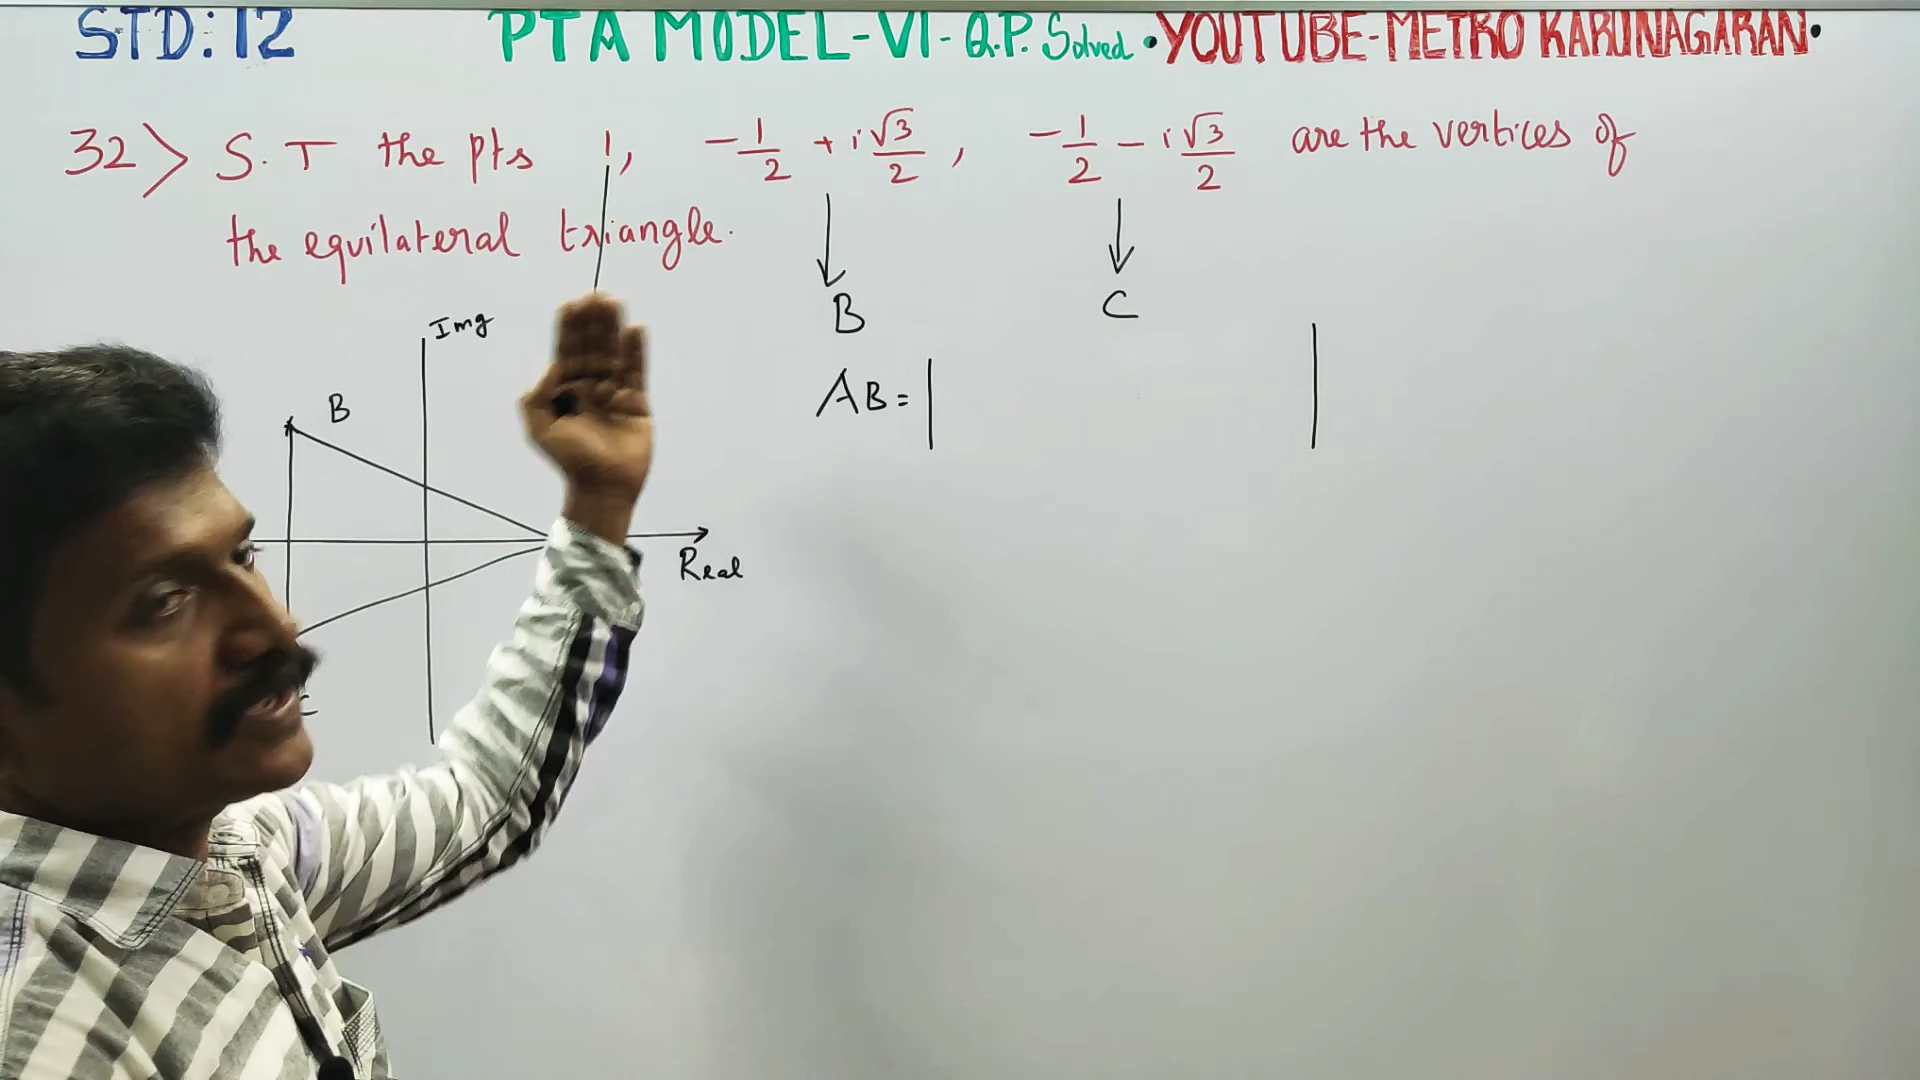 STD: 12 PTA MODEL-VI-Q.P. Solved •YOUTUBE-METRO KARUNAGARAN•
32> S.T the pts 1, -1/2 + i√3/2, -1/2 - i√3/2 are the vertices of
the equilateral triangle.
B C
Img
B
AB= | |
Real
C